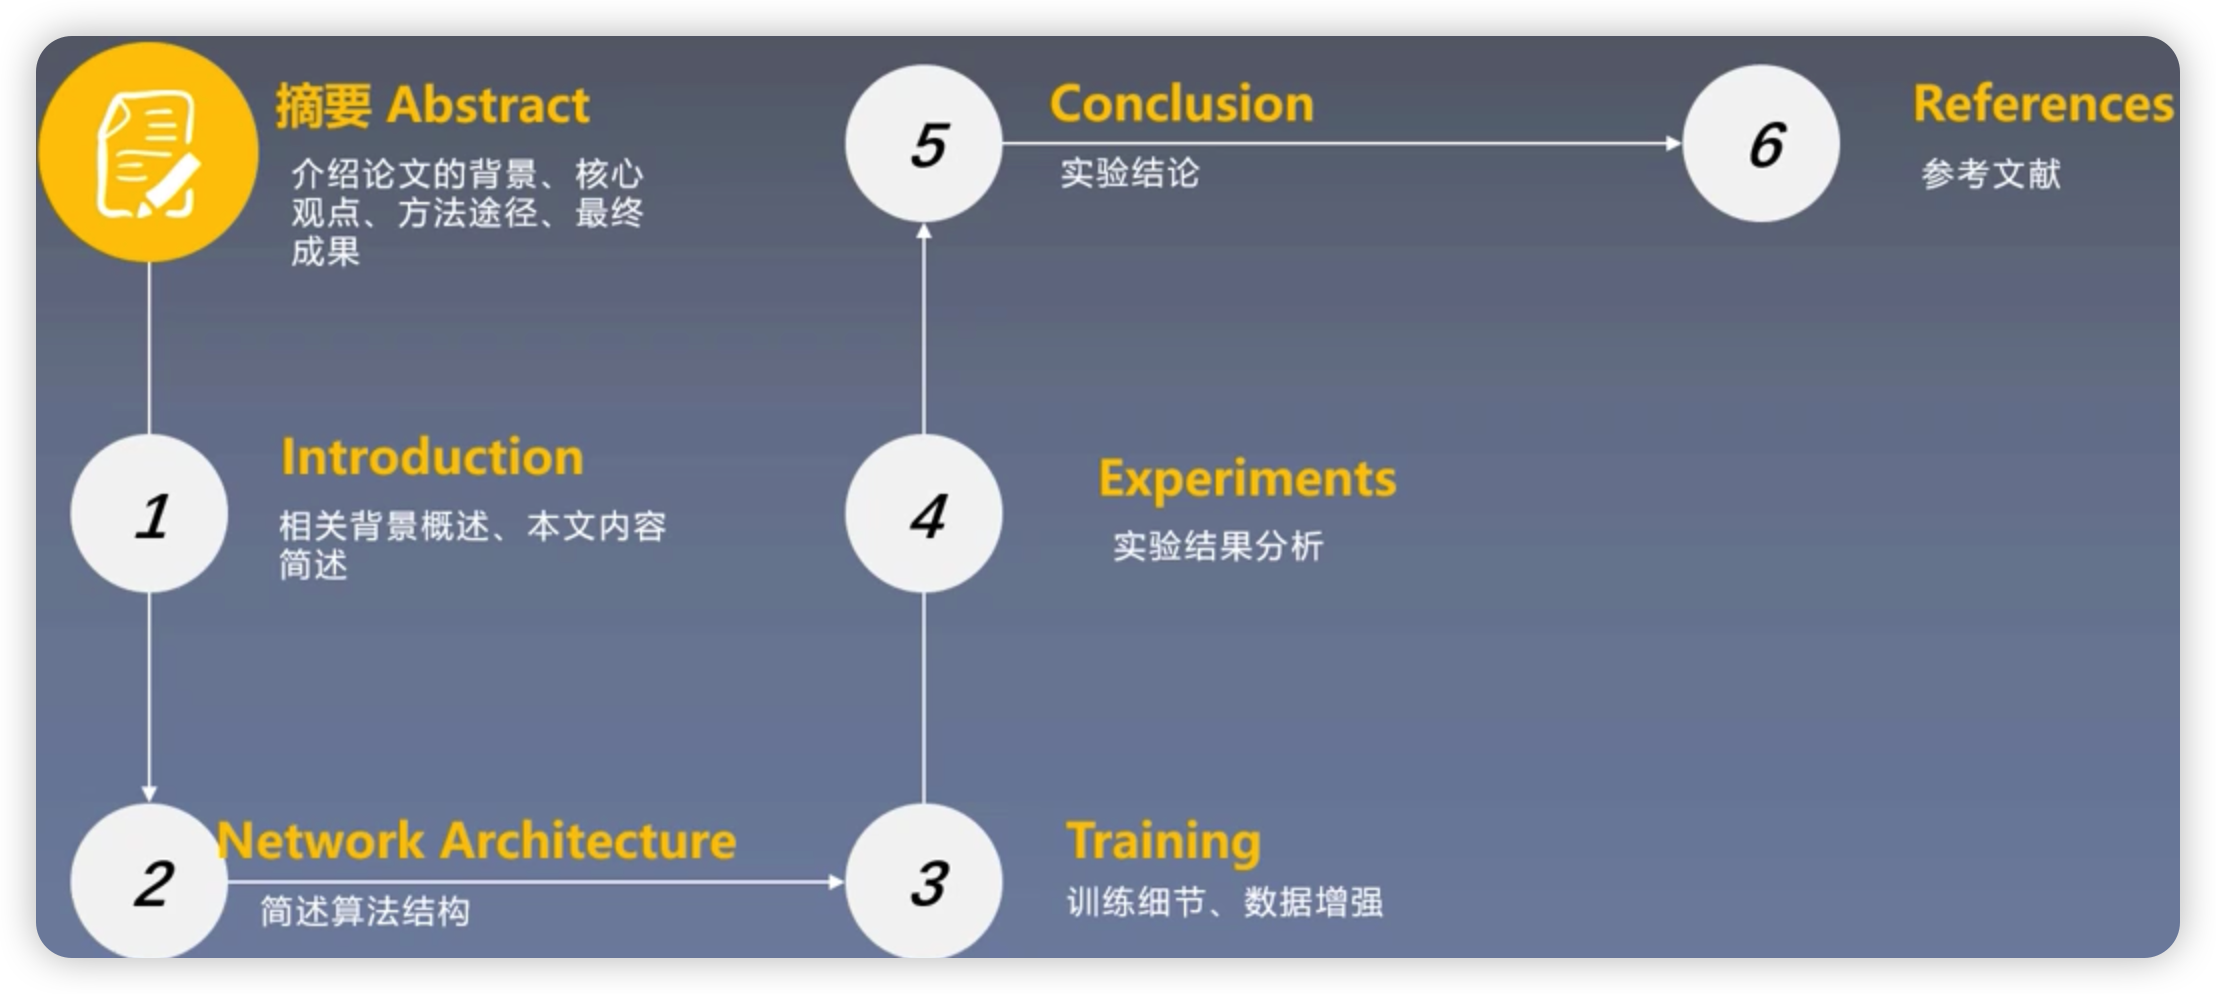 摘要 Abstract
介绍论文的背景、核心
观点、方法途径、最终
成果
1
Introduction
相关背景概述、本文内容
简述
2
Network Architecture
简述算法结构
3
Training
训练细节、数据增强
4
Experiments
实验结果分析
5
Conclusion
实验结论
6
References
参考文献